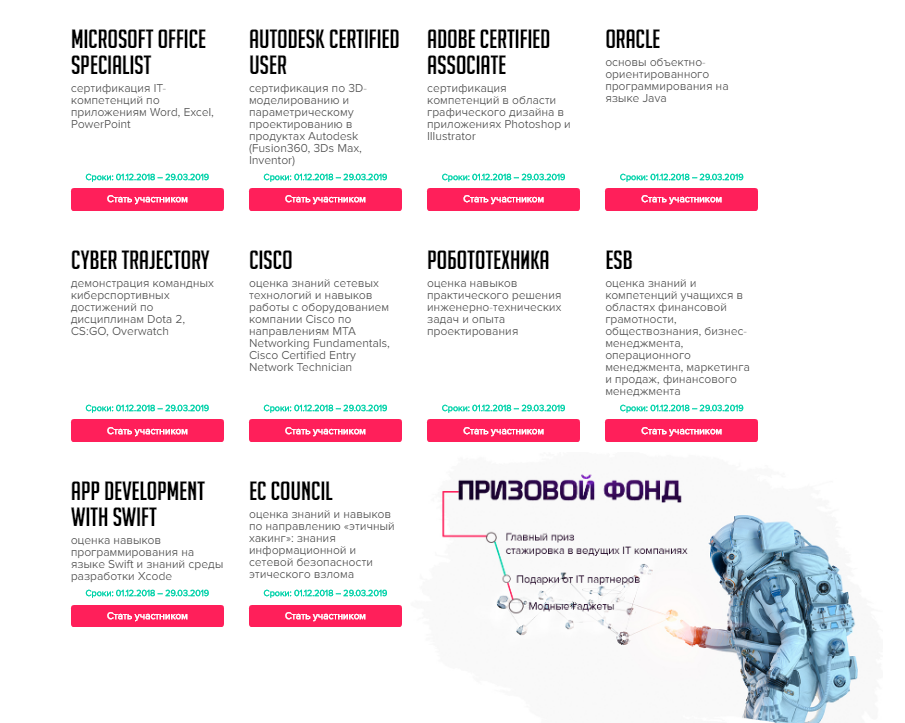 MICROSOFT OFFICE
SPECIALIST
сертификация IT-
компетенций по
приложениям Word, Excel,
PowerPoint
Сроки: 01.12.2018 – 29.03.2019
Стать участником
AUTODESK CERTIFIED
USER
сертификация по 3D-
моделированию и
параметрическому
проектированию в
продуктах Autodesk
(Fusion360, 3Ds Max,
Inventor)
Сроки: 01.12.2018 – 29.03.2019
Стать участником
ADOBE CERTIFIED
ASSOCIATE
сертификация
компетенций в области
графического дизайна в
приложениях Photoshop и
Illustrator
Сроки: 01.12.2018 – 29.03.2019
Стать участником
ORACLE
основы объектно-
ориентированного
программирования на
языке Java
Сроки: 01.12.2018 – 29.03.2019
Стать участником
CYBER TRAJECTORY
демонстрация командных
киберспортивных
достижений по
дисциплинам Dota 2,
CS:GO, Overwatch
Сроки: 01.12.2018 – 29.03.2019
Стать участником
CISCO
оценка знаний сетевых
технологий и навыков
работы с оборудованием
компании Cisco по
направлениям MTA
Networking Fundamentals,
Cisco Certified Entry
Network Technician
Сроки: 01.12.2018 – 29.03.2019
Стать участником
РОБОТОТЕХНИКА
оценка навыков
практического решения
инженерно-технических
задач и опыта
проектирования
Сроки: 01.12.2018 – 29.03.2019
Стать участником
ESB
оценка знаний и
компетенций учащихся в
областях финансовой
грамотности,
обществознания, бизнес-
менеджмента,
операционного
менеджмента, маркетинга
и продаж, финансового
менеджмента
Сроки: 01.12.2018 – 29.03.2019
Стать участником
APP DEVELOPMENT
WITH SWIFT
оценка навыков
программирования на
языке Swift и знаний среды
разработки Xcode
Сроки: 01.12.2018 – 29.03.2019
Стать участником
EC COUNCIL
оценка знаний и навыков
по направлению «этичный
хакинг»: знания
информационной и
сетевой безопасности
этического взлома
Сроки: 01.12.2018 – 29.03.2019
Стать участником
ПРИЗОВОЙ ФОНД
Главный приз
стажировка в ведущих IT компаниях
Подарки от IT партнеров
Модные гаджеты